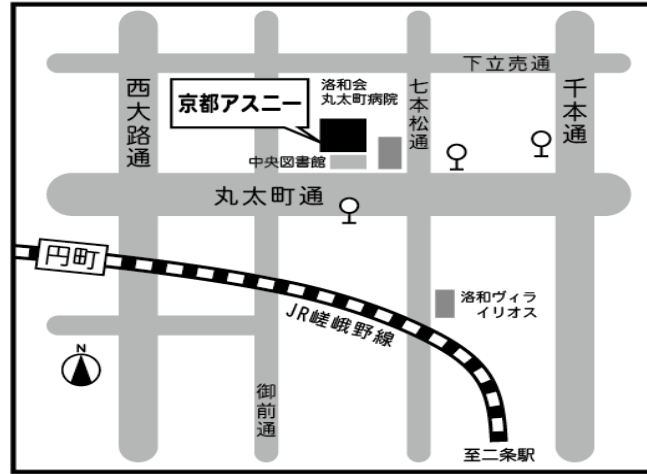 下立売通
西大路通
京都アスニー
洛和会
丸太町病院
七本松通
千本通
中央図書館
丸太町通
円町
JR嵯峨野線
洛和ヴィラ
イリオス
N
御前通
至二条駅